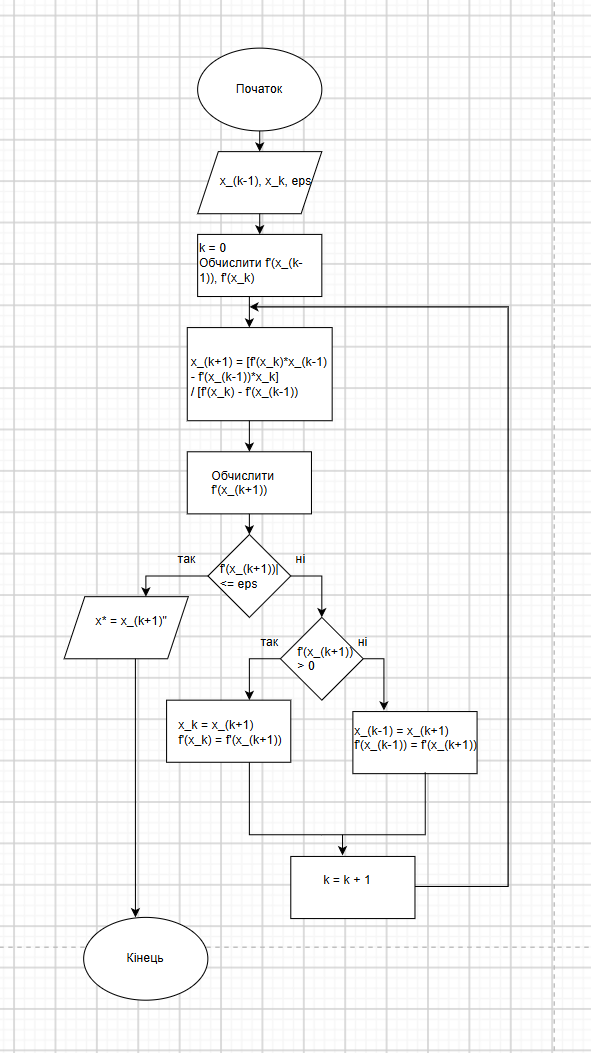 Початок
x_(k-1), x_k, eps
k = 0
Обчислити f'(x_(k-
1)), f'(x_k)
x_(k+1) = [f'(x_k)*x_(k-1)
- f'(x_(k-1))*x_k]
/ [f'(x_k) - f'(x_(k-1))
Обчислити
f'(x_(k+1))
так
ні
f'(x_(k+1))|
<= eps
x* = x_(k+1)"
так
ні
f'(x_(k+1))
> 0
x_k = x_(k+1)
f'(x_k) = f'(x_(k+1))
x_(k-1) = x_(k+1)
f'(x_(k-1)) = f'(x_(k+1))
k = k + 1
Кінець